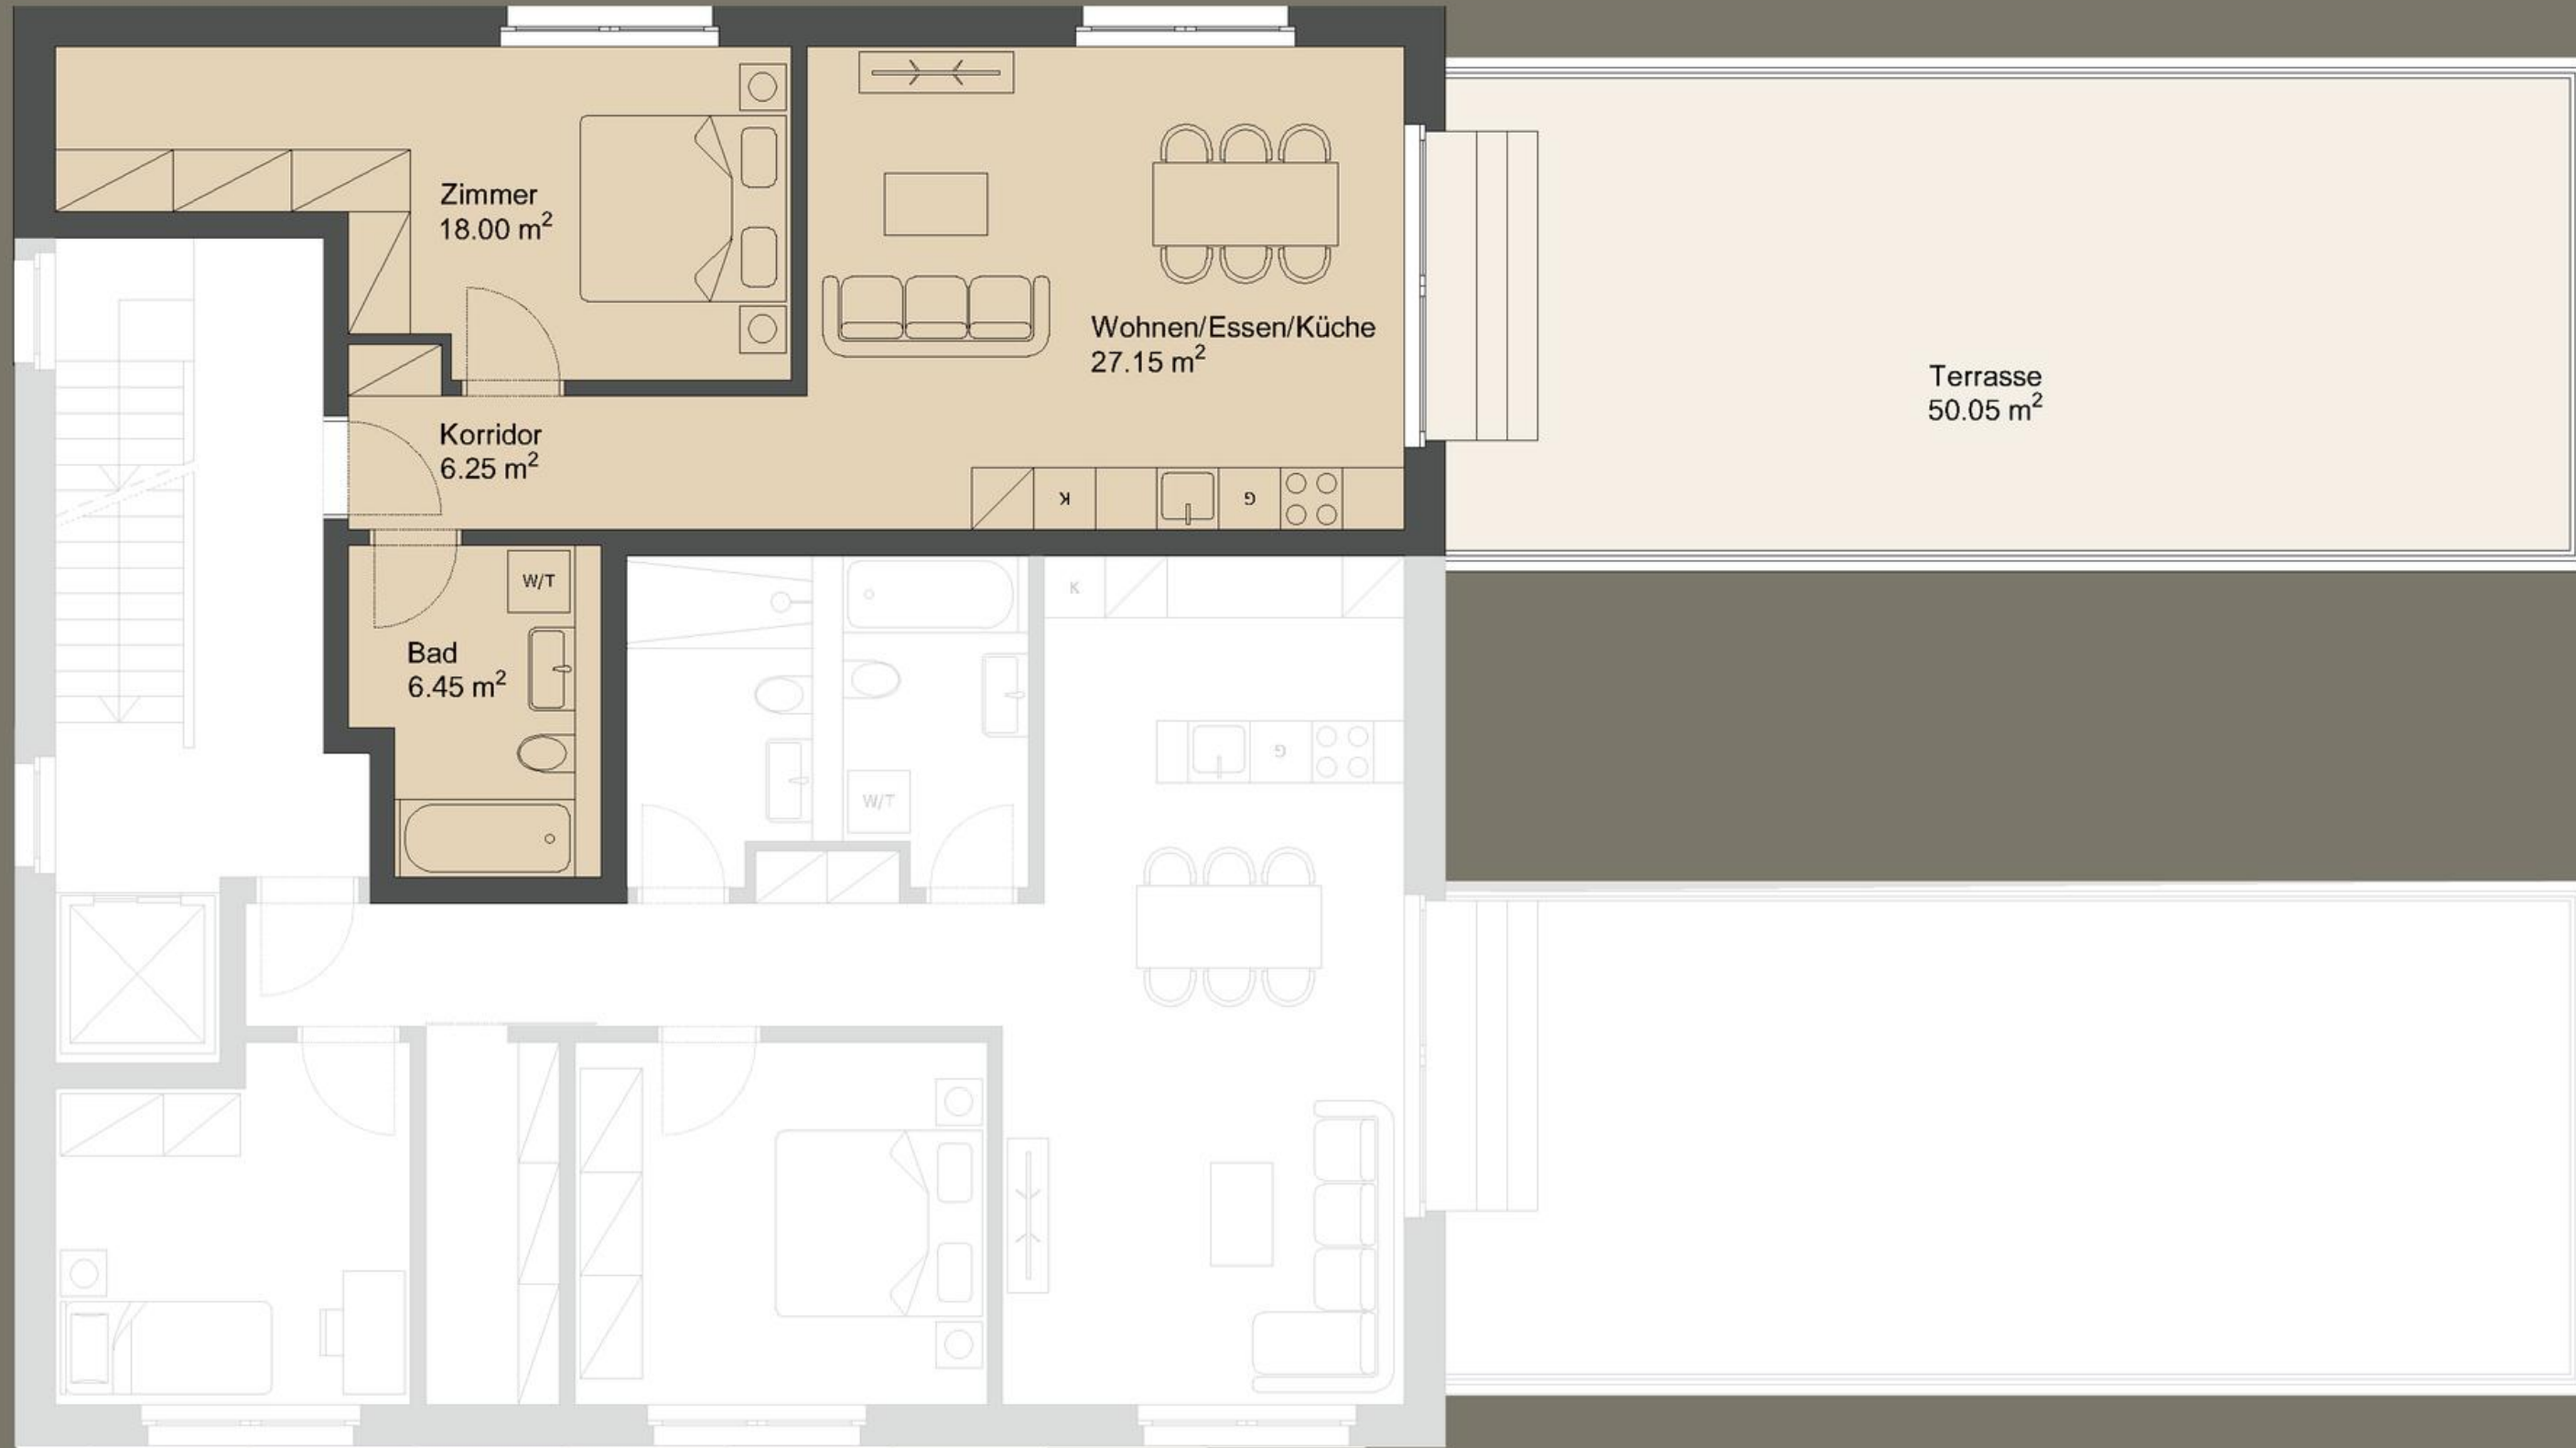 Zimmer
18.00 m²
Wohnen/Essen/Küche
27.15 m²
Terrasse
50.05 m²
Korridor
6.25 m²
K
G
W/T
Bad
6.45 m²
K
G
W/T